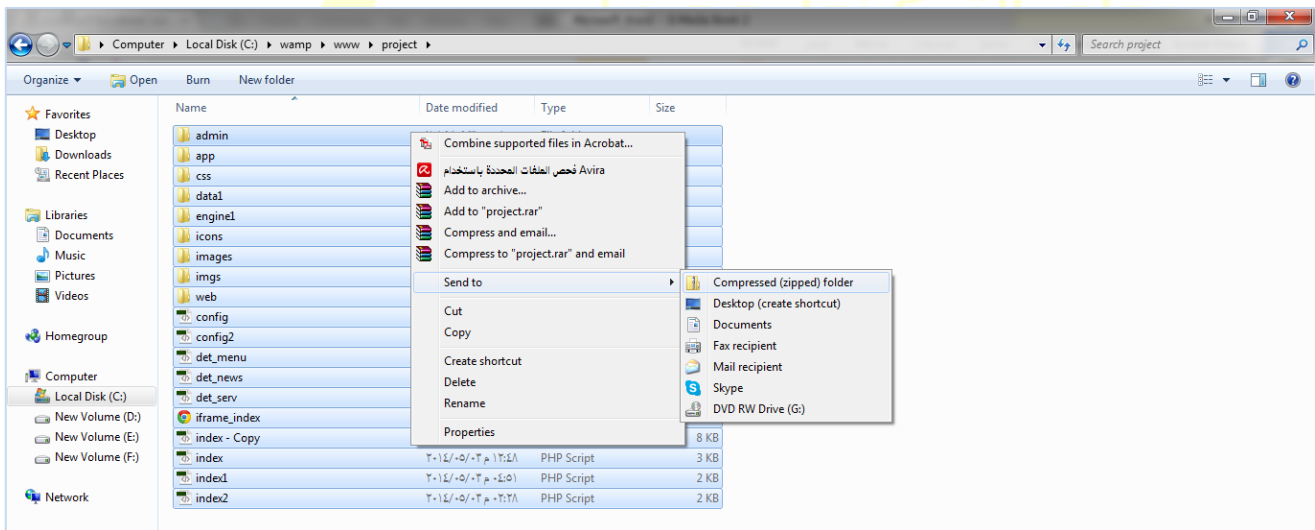 Computer ▸ Local Disk (C:) ▸ wamp ▸ www ▸ project ▸
Search project
Organize
Open
Burn
New folder
Favorites
Desktop
Downloads
Recent Places
Libraries
Documents
Music
Pictures
Videos
Homegroup
Computer
Local Disk (C:)
New Volume (D:)
New Volume (E:)
New Volume (F:)
Network
Name Date modified Type Size
admin
app
css
data1
engine1
icons
images
imgs
web
config
config2
det_menu
det_news
det_serv
iframe_index
index - Copy 8 KB
index ٢٠١٤/٠٥/٠٣ م ١٢:٤٨ PHP Script 3 KB
index1 ٢٠١٤/٠٥/٠٣ م ٠٤:٥١ PHP Script 2 KB
index2 ٢٠١٤/٠٥/٠٣ م ٠٢:٢٨ PHP Script 2 KB
Combine supported files in Acrobat...
فحص الملفات المحددة باستخدام Avira
Add to archive...
Add to "project.rar"
Compress and email...
Compress to "project.rar" and email
Send to
Cut
Copy
Create shortcut
Delete
Rename
Properties
Compressed (zipped) folder
Desktop (create shortcut)
Documents
Fax recipient
Mail recipient
Skype
DVD RW Drive (G:)